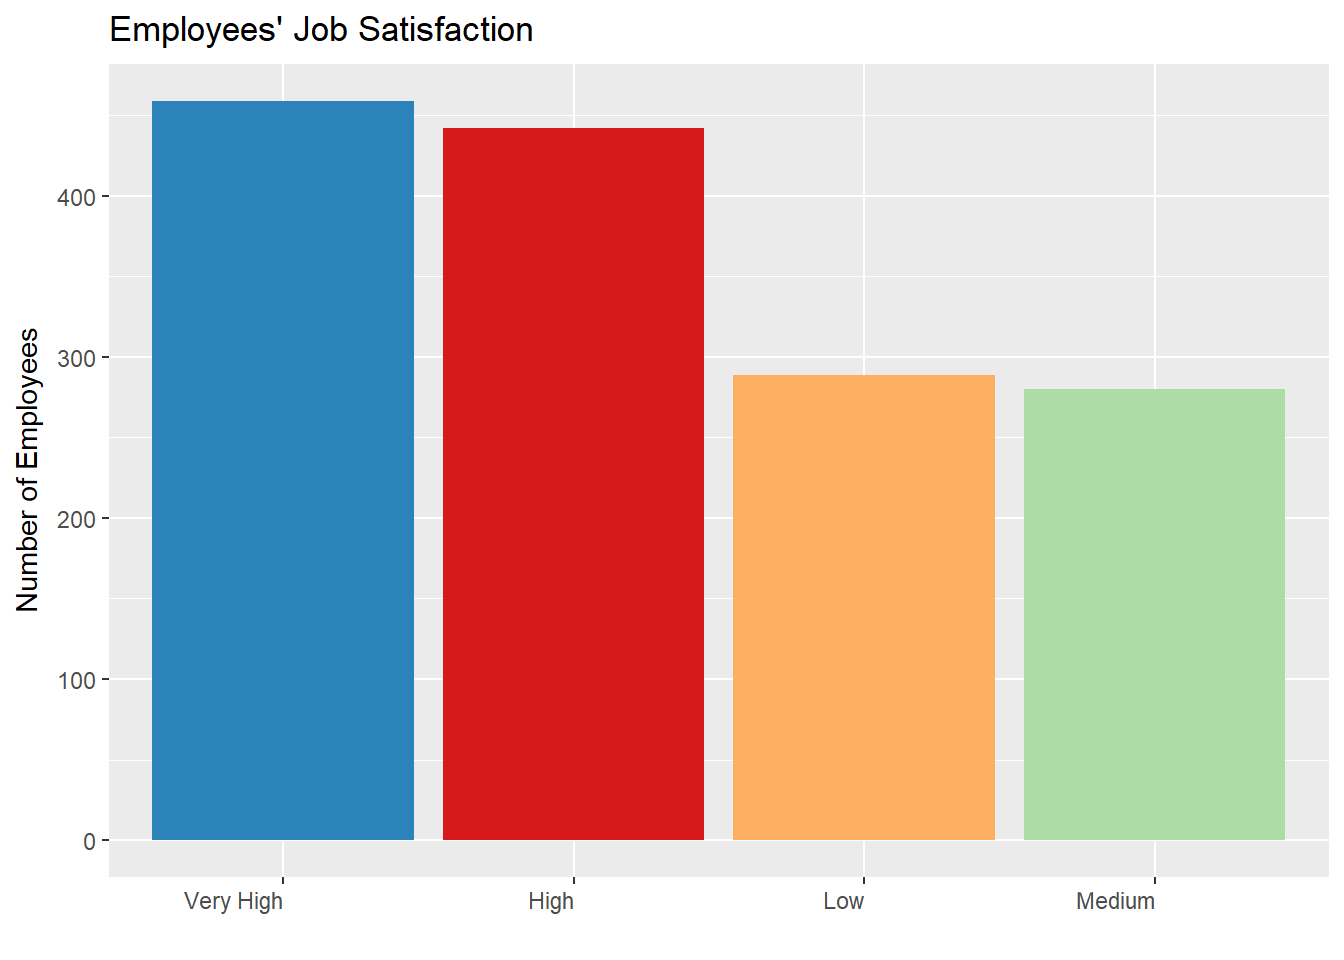 Employees' Job Satisfaction
Number of Employees
400
300
200
100
0
Very High High Low Medium